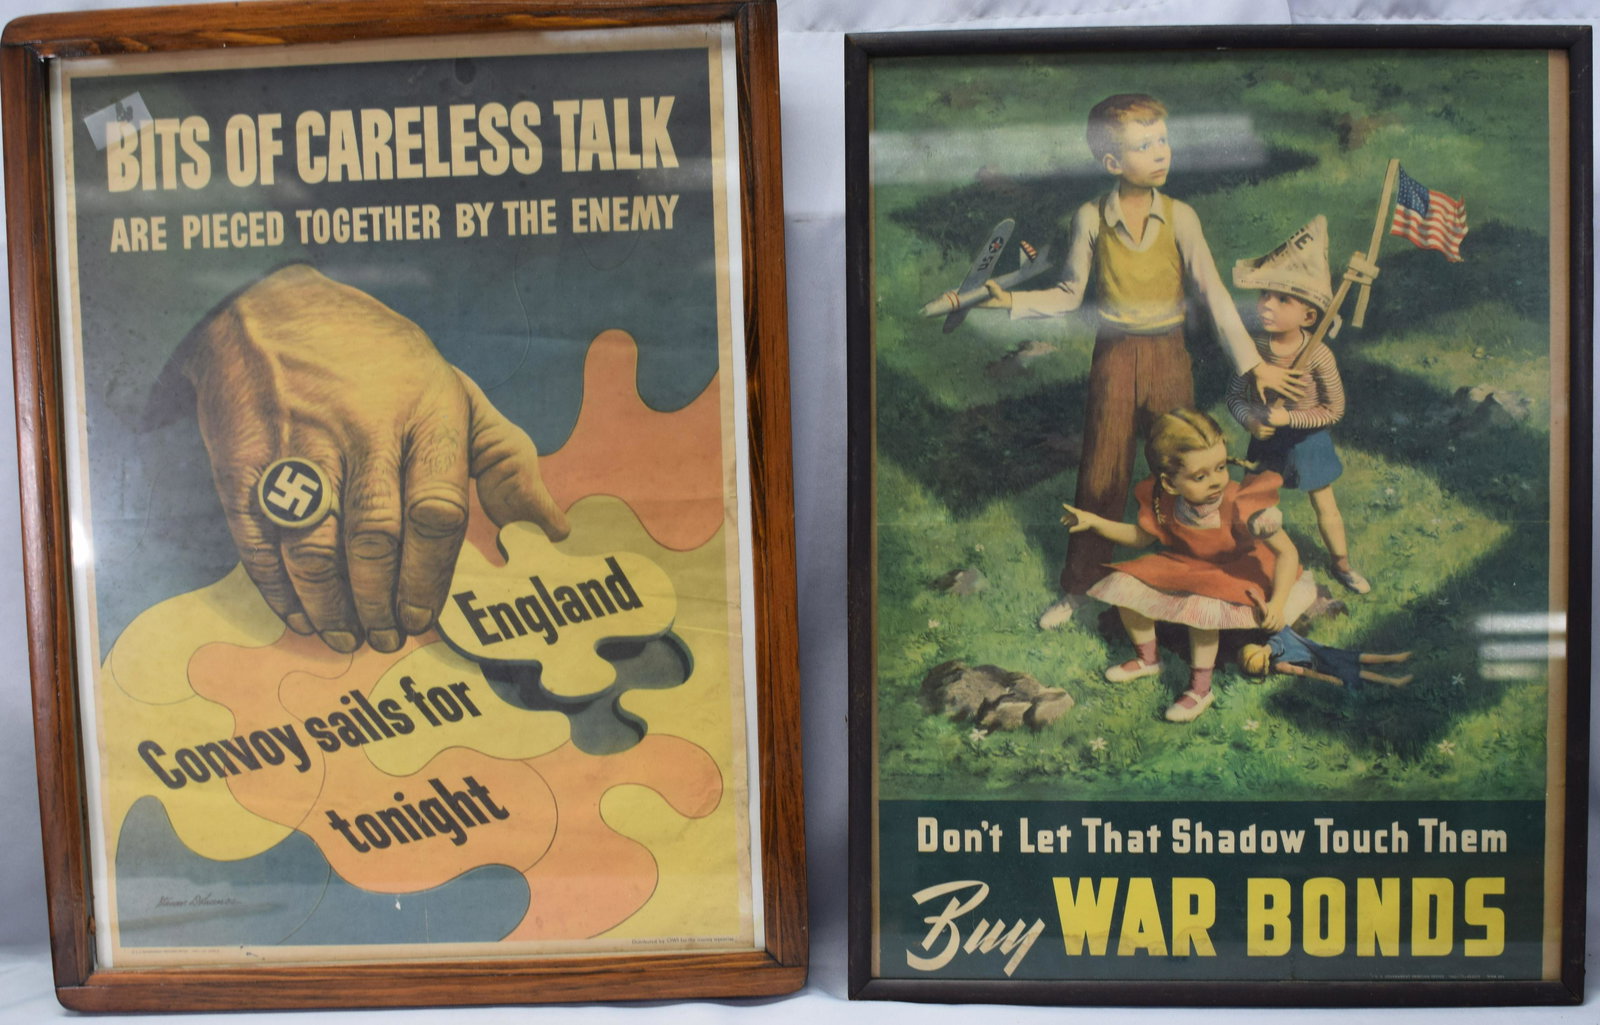 BITS OF CARELESS TALK
ARE PIECED TOGETHER BY THE ENEMY
England
Convoy sails for
tonight
50
Don't Let That Shadow Touch Them
Buy WAR BONDS